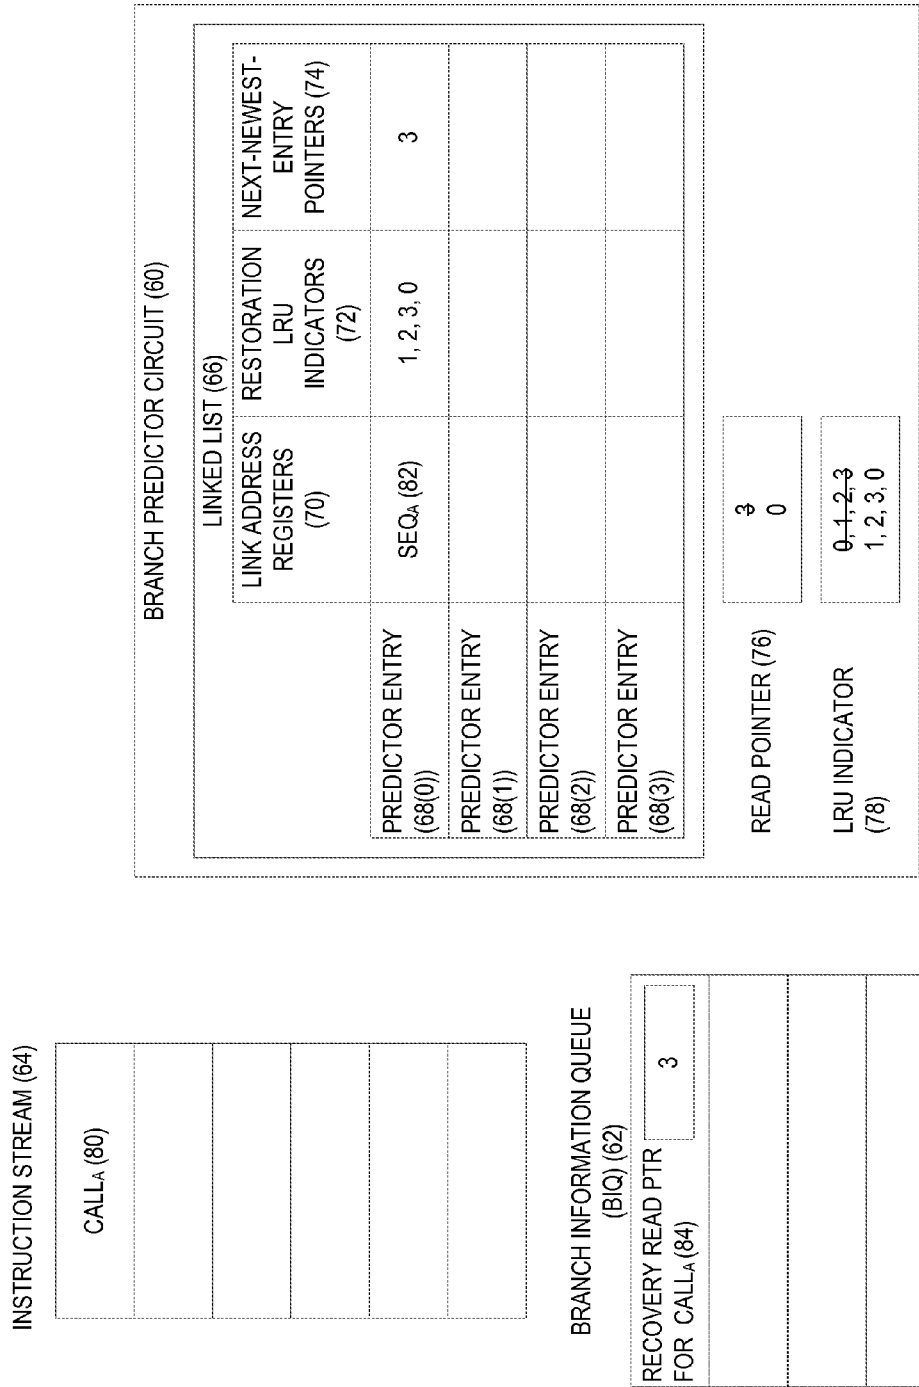 INSTRUCTION STREAM (64)
CALLA (80)
BRANCH INFORMATION QUEUE
(BIQ) (62)
RECOVERY READ PTR
FOR CALLA (84)
3
BRANCH PREDICTOR CIRCUIT (60)
LINKED LIST (66)
LINK ADDRESS
REGISTERS
(70)
RESTORATION
LRU
INDICATORS
(72)
NEXT-NEWEST-
ENTRY
POINTERS (74)
PREDICTOR ENTRY
(68(0))
SEQA (82)
1, 2, 3, 0
3
PREDICTOR ENTRY
(68(1))
PREDICTOR ENTRY
(68(2))
PREDICTOR ENTRY
(68(3))
READ POINTER (76)
3
0
LRU INDICATOR
(78)
0, 1, 2, 3
1, 2, 3, 0